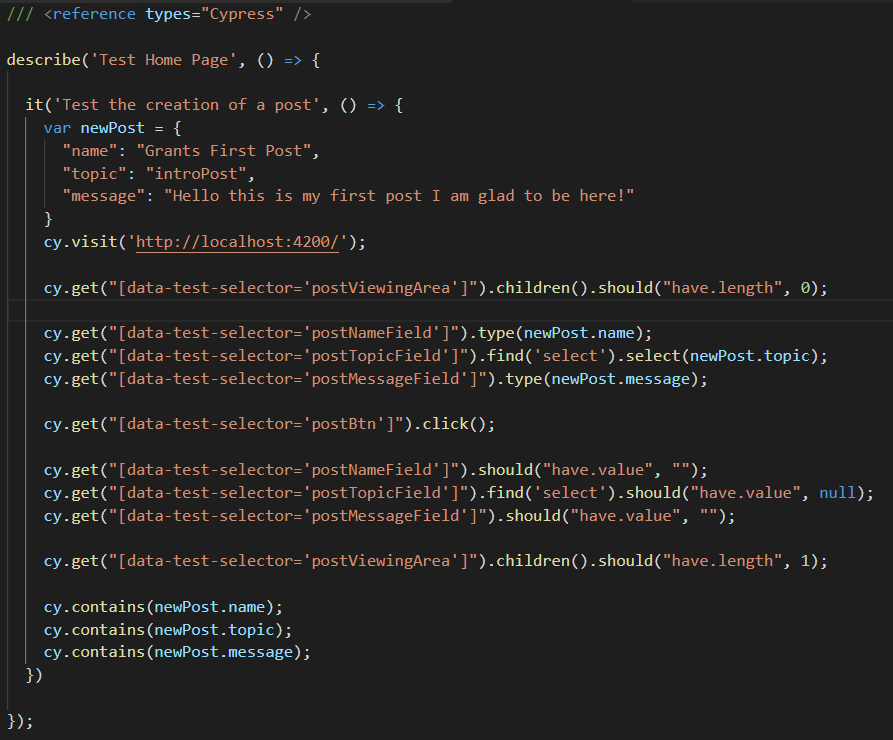 /// <reference types="Cypress" />
describe('Test Home Page', () => {
it('Test the creation of a post', () => {
var newPost = {
"name": "Grants First Post",
"topic": "introPost",
"message": "Hello this is my first post I am glad to be here!"
}
cy.visit('http://localhost:4200/');
cy.get("[data-test-selector='postViewingArea']").children().should("have.length", 0);
cy.get("[data-test-selector='postNameField']").type(newPost.name);
cy.get("[data-test-selector='postTopicField']").find('select').select(newPost.topic);
cy.get("[data-test-selector='postMessageField']").type(newPost.message);
cy.get("[data-test-selector='postBtn']").click();
cy.get("[data-test-selector='postNameField']").should("have.value", "");
cy.get("[data-test-selector='postTopicField']").find('select').should("have.value", null);
cy.get("[data-test-selector='postMessageField']").should("have.value", "");
cy.get("[data-test-selector='postViewingArea']").children().should("have.length", 1);
cy.contains(newPost.name);
cy.contains(newPost.topic);
cy.contains(newPost.message);
})
});